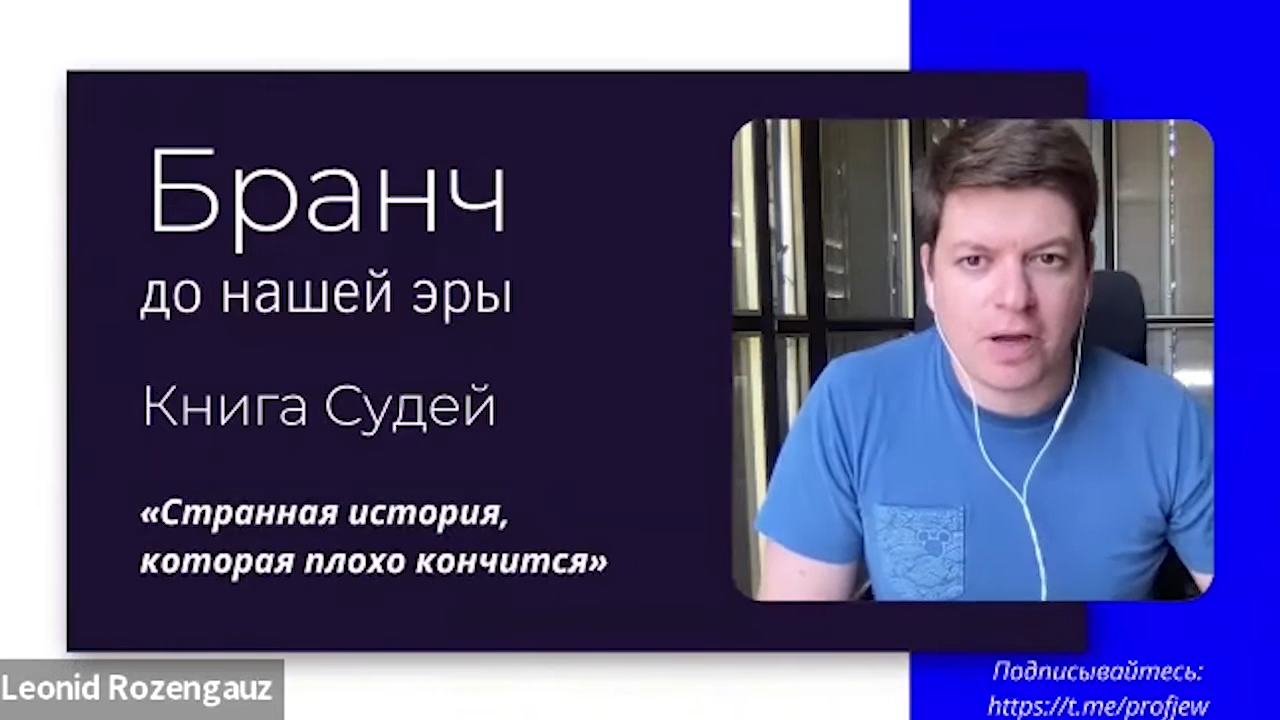 Бранч
до нашей эры
Книга Судей
«Странная история,
которая плохо кончится»
Leonid Rozengauz
Подписывайтесь:
https://t.me/profjew